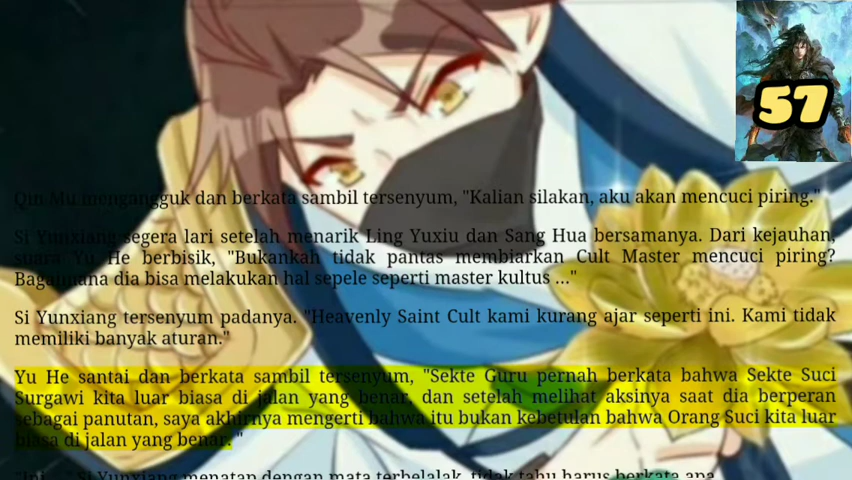 57
Qin Mu mengangguk dan berkata sambil tersenyum, "Kalian silakan, aku akan mencuci piring."
Si Yunxiang segera lari setelah menarik Ling Yuxiu dan Sang Hua bersamanya. Dari kejauhan,
suara Yu He berbisik, "Bukankah tidak pantas membiarkan Cult Master mencuci piring?
Bagaimana dia bisa melakukan hal sepele seperti master kultus ..."
Si Yunxiang tersenyum padanya. "Heavenly Saint Cult kami kurang ajar seperti ini. Kami tidak
memiliki banyak aturan."
Yu He santai dan berkata sambil tersenyum, "Sekte Guru pernah berkata bahwa Sekte Suci
Surgawi kita luar biasa di jalan yang benar, dan setelah melihat aksinya saat dia berperan
sebagai panutan, saya akhirnya mengerti bahwa itu bukan kebetulan bahwa Orang Suci kita luar
biasa di jalan yang benar. "
"Ini ..." Si Yunxiang menatap dengan mata terbelalak, tidak tahu harus berkata apa.